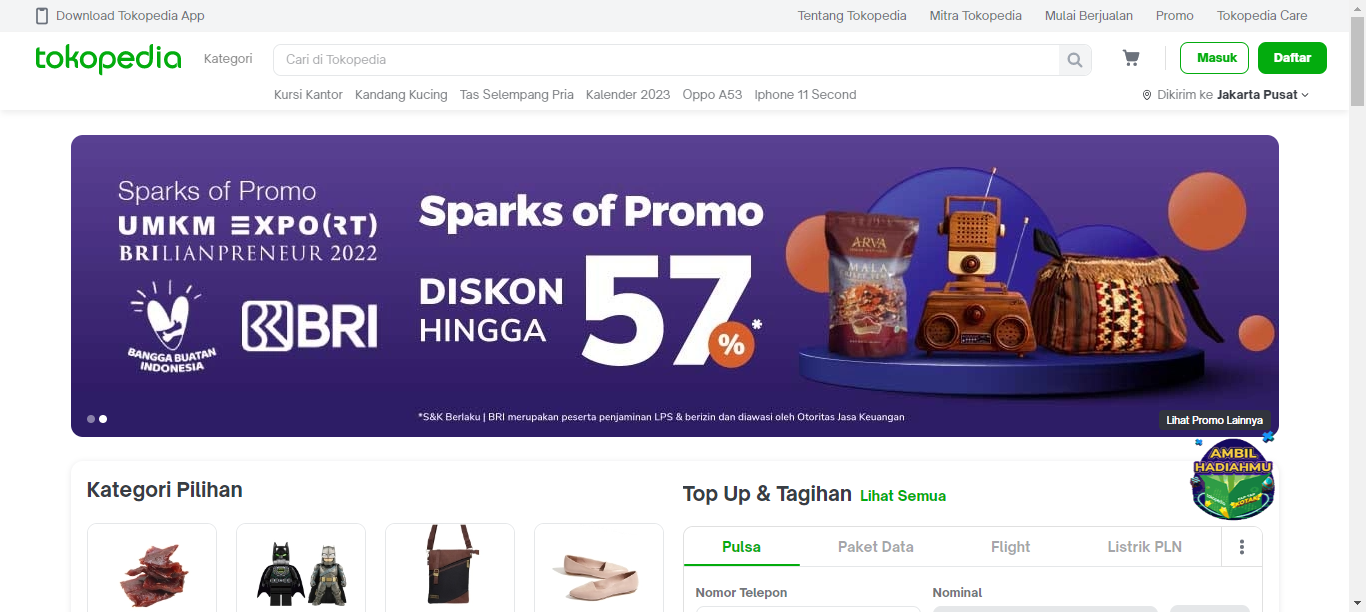 Download Tokopedia App
Tentang Tokopedia Mitra Tokopedia Mulai Berjualan Promo Tokopedia Care
tokopedia
Kategori
Cari di Tokopedia
Masuk
Daftar
Kursi Kantor Kandang Kucing Tas Selempang Pria Kalender 2023 Oppo A53 Iphone 11 Second
Dikirim ke Jakarta Pusat
Sparks of Promo
UMKM EXPO(RT)
BRILIANPRENEUR 2022
BANGGA BUATAN
INDONESIA
BRI
Sparks of Promo
DISKON
HINGGA
57%*
*S&K Berlaku | BRI merupakan peserta penjaminan LPS & berizin dan diawasi oleh Otoritas Jasa Keuangan
ARVA
MALA
Lihat Promo Lainnya
AMBIL
HADIAHMU
Kategori Pilihan
Top Up & Tagihan Lihat Semua
Pulsa Paket Data Flight Listrik PLN
Nomor Telepon Nominal